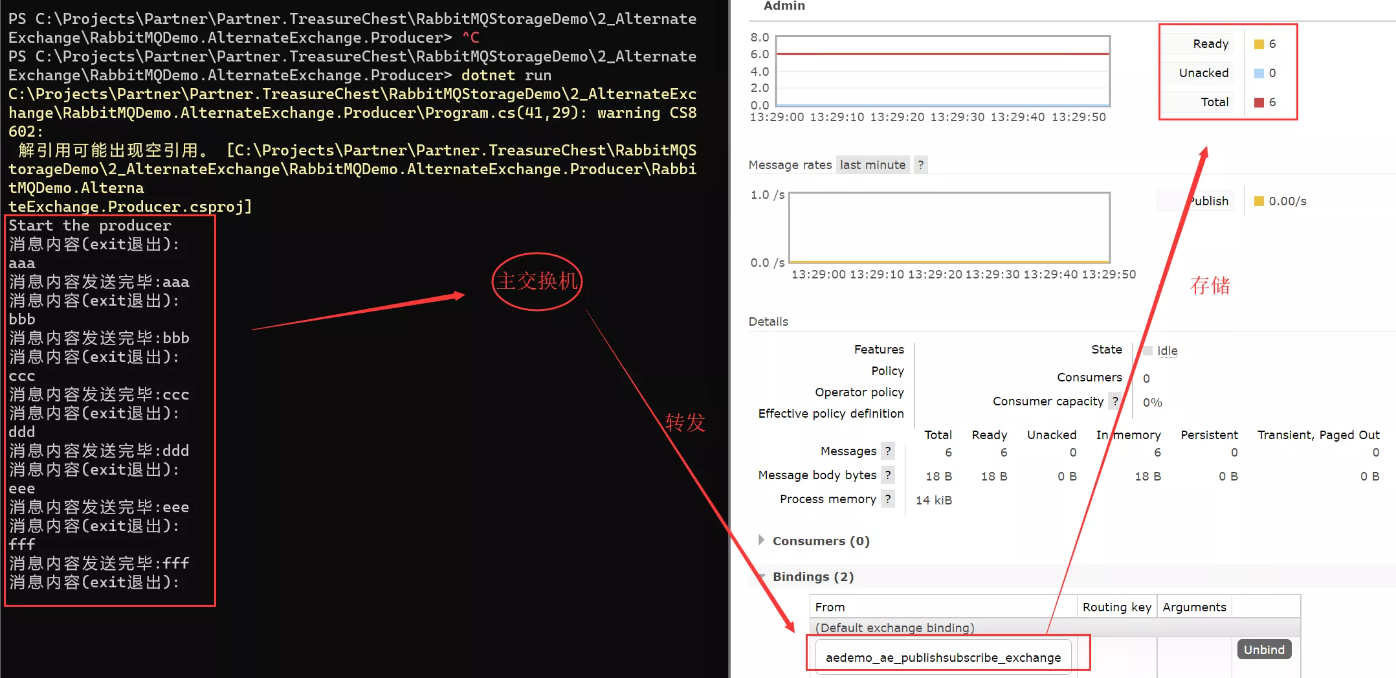 PS C:\Projects\Partner\Partner.TreasureChest\RabbitMQStorageDemo\2_Alternate
Exchange\RabbitMQDemo.AlternateExchange.Producer> ^C
PS C:\Projects\Partner\Partner.TreasureChest\RabbitMQStorageDemo\2_Alternate
Exchange\RabbitMQDemo.AlternateExchange.Producer> dotnet run
C:\Projects\Partner\Partner.TreasureChest\RabbitMQStorageDemo\2_AlternateExc
hange\RabbitMQDemo.AlternateExchange.Producer\Program.cs(41,29): warning CS8
602:
解引用可能出现空引用。 [C:\Projects\Partner\Partner.TreasureChest\RabbitMQS
torageDemo\2_AlternateExchange\RabbitMQDemo.AlternateExchange.Producer\Rabbi
tMQDemo.Alterna
teExchange.Producer.csproj]
Start the producer
消息内容(exit退出):
aaa
消息内容发送完毕:aaa
消息内容(exit退出):
bbb
消息内容发送完毕:bbb
消息内容(exit退出):
ccc
消息内容发送完毕:ccc
消息内容(exit退出):
ddd
消息内容发送完毕:ddd
消息内容(exit退出):
eee
消息内容发送完毕:eee
消息内容(exit退出):
fff
消息内容发送完毕:fff
消息内容(exit退出):
主交换机
转发
Admin
8.0
6.0
4.0
2.0
0.0
13:29:00 13:29:10 13:29:20 13:29:30 13:29:40 13:29:50
Ready 6
Unacked 0
Total 6
Message rates last minute ?
1.0 /s
0.0 /s
13:29:00 13:29:10 13:29:20 13:29:30 13:29:40 13:29:50
Publish 0.00/s
存储
Details
Features
Policy
Operator policy
Effective policy definition
State Idle
Consumers 0
Consumer capacity ? 0%
Total Ready Unacked In memory Persistent Transient, Paged Out
Messages ? 6 6 0 6 0 0
Message body bytes ? 18 B 18 B 0 B 18 B 0 B 0 B
Process memory ? 14 kiB
Consumers (0)
Bindings (2)
From Routing key Arguments
(Default exchange binding)
aedemo_ae_publishsubscribe_exchange Unbind